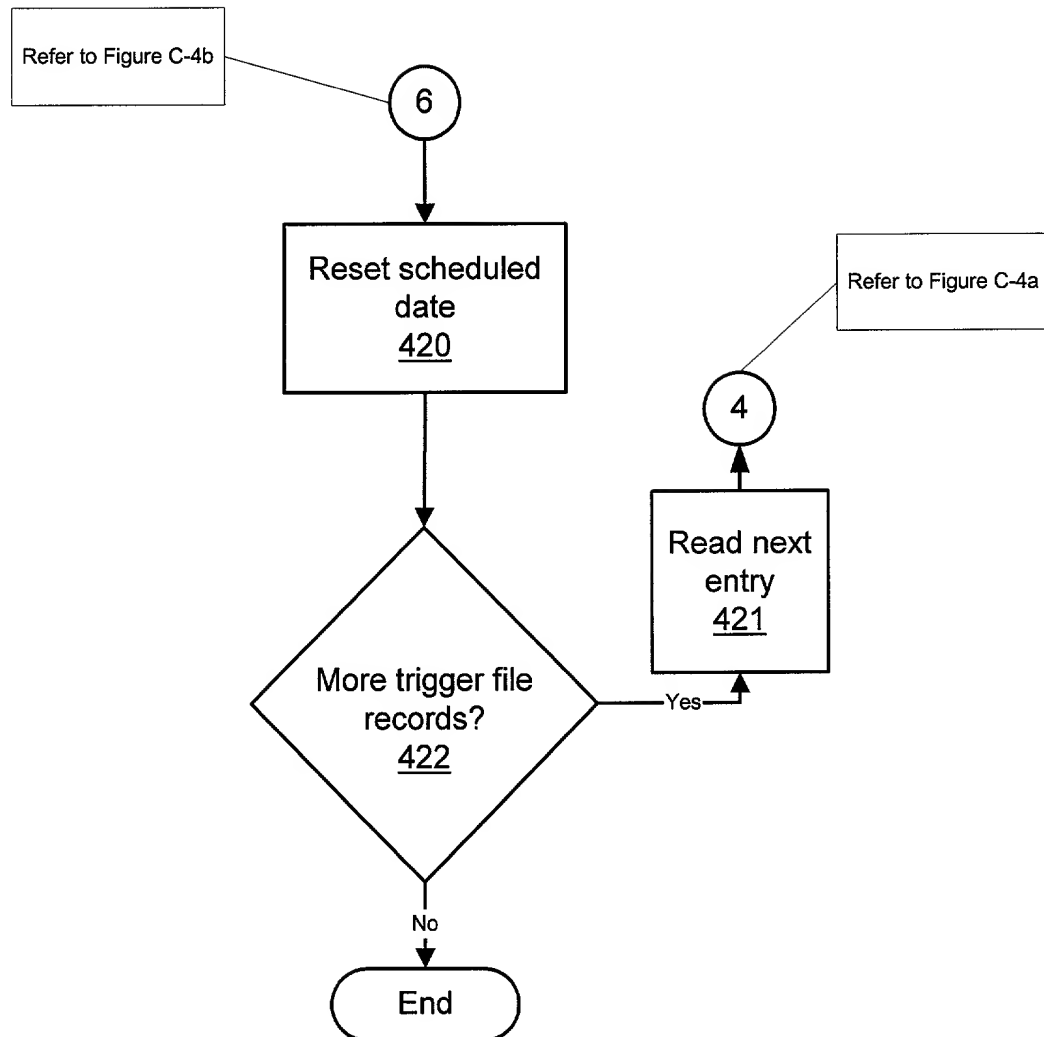 Refer to Figure C-4b
6
Reset scheduled
date
420
Refer to Figure C-4a
4
Read next
entry
421
More trigger file
records?
422
Yes
No
End